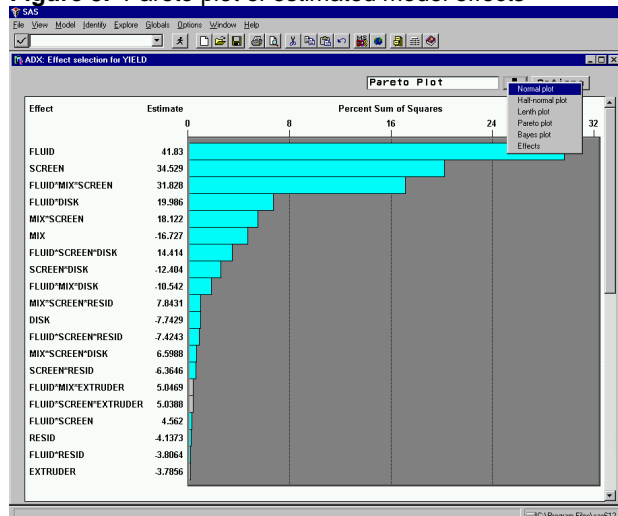 Figure 3. Pareto plot of estimated model effects
SAS
File View Model Identify Explore Globals Options Window Help
ADX: Effect selection for YIELD
Pareto Plot
Options
Normal plot
Half-normal plot
Lenth plot
Pareto plot
Bayes plot
Effects
Effect Estimate Percent Sum of Squares
0 8 16 24 32
FLUID 41.83
SCREEN 34.529
FLUID*MIX*SCREEN 31.828
FLUID*DISK 19.986
MIX*SCREEN 18.122
MIX -16.727
FLUID*SCREEN*DISK 14.414
SCREEN*DISK -12.404
FLUID*MIX*DISK -10.542
MIX*SCREEN*RESID 7.8431
DISK -7.7429
FLUID*SCREEN*RESID -7.4243
MIX*SCREEN*DISK 6.5988
SCREEN*RESID -6.3646
FLUID*MIX*EXTRUDER 5.0469
FLUID*SCREEN*EXTRUDER 5.0388
FLUID*SCREEN 4.562
RESID -4.1373
FLUID*RESID -3.8064
EXTRUDER -3.7856
C:\Program Files\sas612